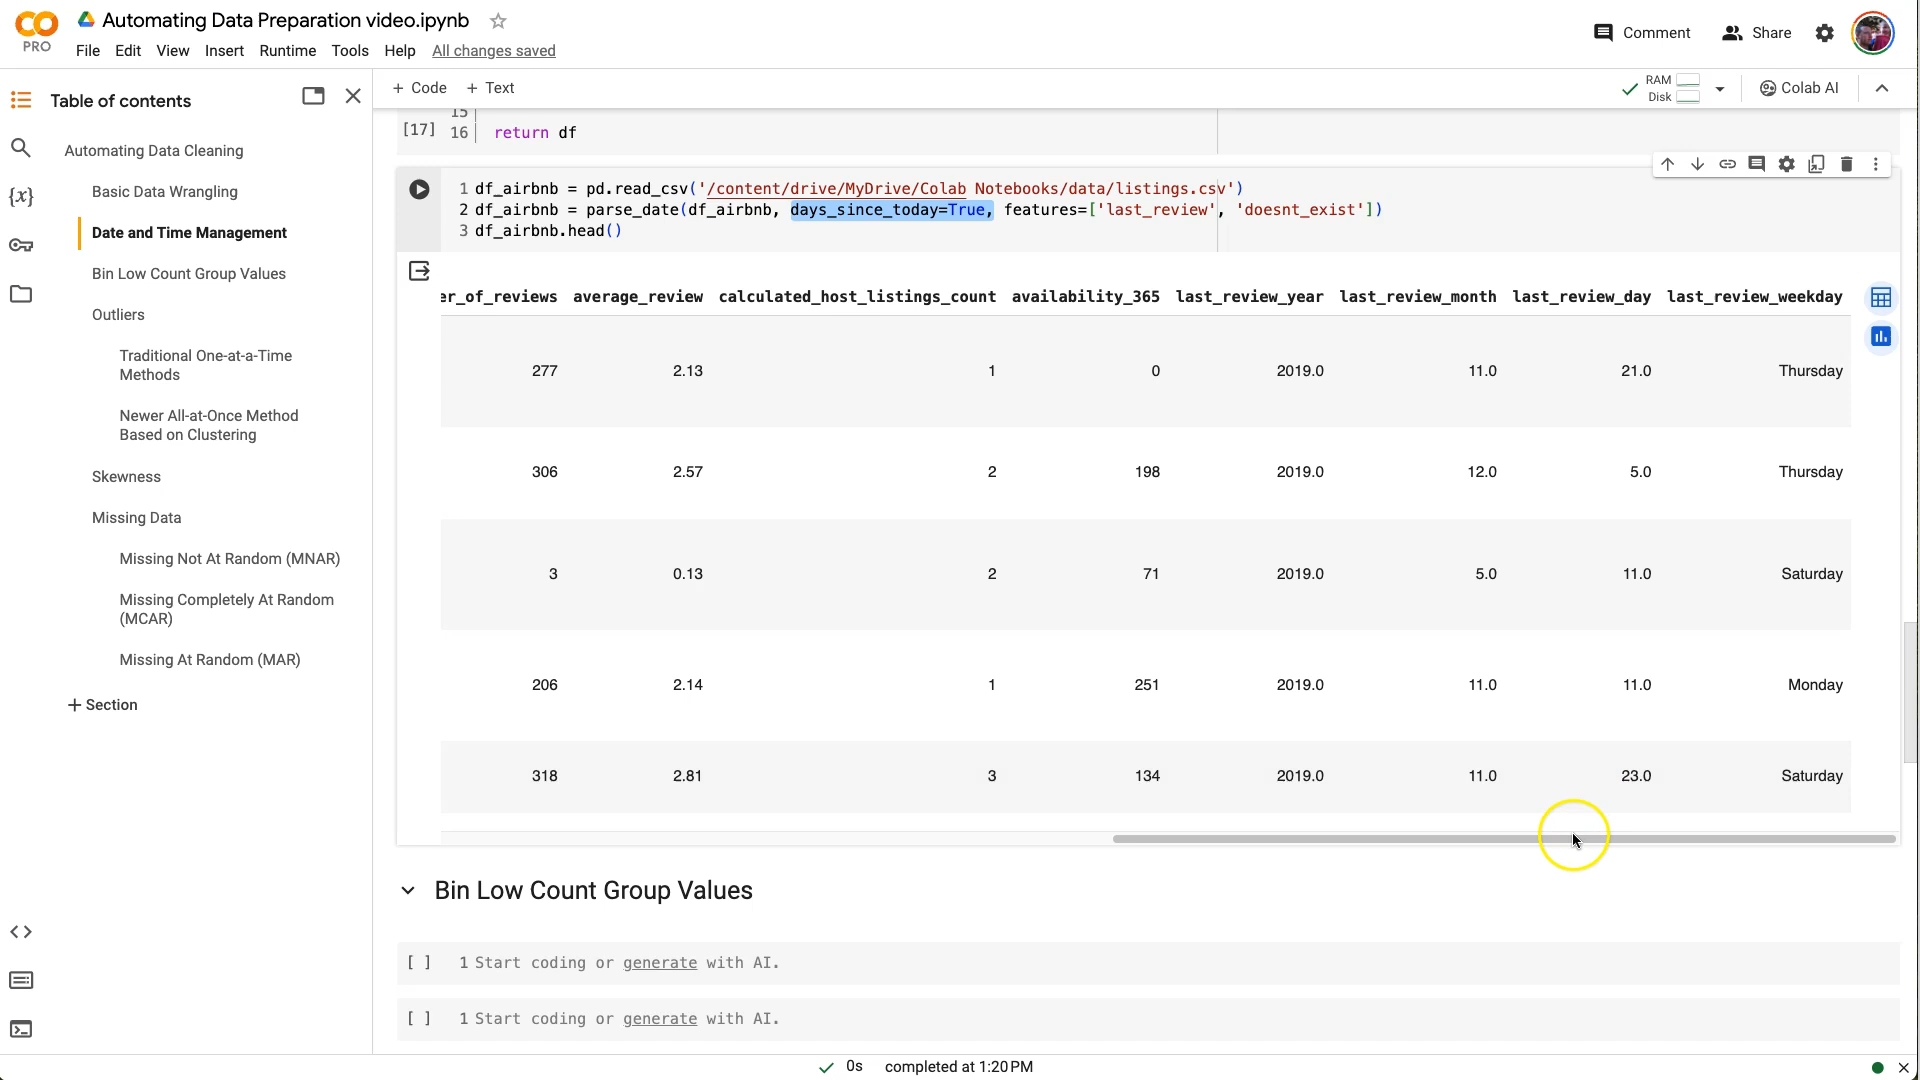 Automating Data Preparation video.ipynb
PRO
File Edit View Insert Runtime Tools Help All changes saved
Comment Share
Table of contents
+ Code + Text
RAM
Disk
Colab AI
Automating Data Cleaning
Basic Data Wrangling
Date and Time Management
Bin Low Count Group Values
Outliers
Traditional One-at-a-Time
Methods
Newer All-at-Once Method
Based on Clustering
Skewness
Missing Data
Missing Not At Random (MNAR)
Missing Completely At Random
(MCAR)
Missing At Random (MAR)
+ Section
{x}
15
[17] 16 return df
1 df_airbnb = pd.read_csv('/content/drive/MyDrive/Colab Notebooks/data/listings.csv')
2 df_airbnb = parse_date(df_airbnb, days_since_today=True, features=['last_review', 'doesnt_exist'])
3 df_airbnb.head()
er_of_reviews average_review calculated_host_listings_count availability_365 last_review_year last_review_month last_review_day last_review_weekday
277 2.13 1 0 2019.0 11.0 21.0 Thursday
306 2.57 2 198 2019.0 12.0 5.0 Thursday
3 0.13 2 71 2019.0 5.0 11.0 Saturday
206 2.14 1 251 2019.0 11.0 11.0 Monday
318 2.81 3 134 2019.0 11.0 23.0 Saturday
Bin Low Count Group Values
[ ] 1 Start coding or generate with AI.
[ ] 1 Start coding or generate with AI.
0s completed at 1:20 PM